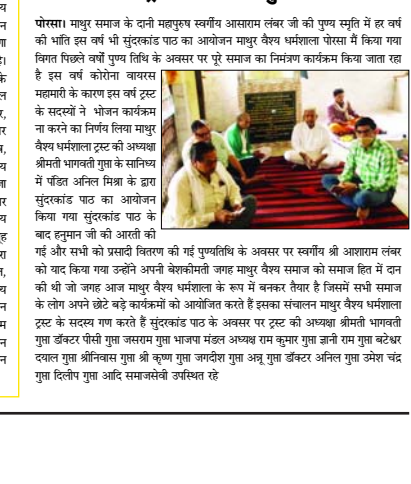 पोरसा। माथुर समाज के दानी महापुरुष स्वर्गीय आसाराम लंबर जी की पुण्य स्मृति में हर वर्ष
की भांति इस वर्ष भी सुंदरकांड पाठ का आयोजन माथुर वैश्य धर्मशाला पोरसा मैं किया गया
विगत पिछले वर्षों पुण्य तिथि के अवसर पर पूरे समाज का निमंत्रण कार्यक्रम किया जाता रहा
है इस वर्ष कोरोना वायरस
महामारी के कारण इस वर्ष ट्रस्ट
के सदस्यों ने भोजन कार्यक्रम
ना करने का निर्णय लिया माथुर
वैश्य धर्मशाला ट्रस्ट की अध्यक्षा
श्रीमती भागवती गुप्ता के सानिध्य
में पंडित अनिल मिश्रा के द्वारा
सुंदरकांड पाठ का आयोजन
किया गया सुंदरकांड पाठ के
बाद हनुमान जी की आरती की
गई और सभी को प्रसादी वितरण की गई पुण्यतिथि के अवसर पर स्वर्गीय श्री आशाराम लंबर
को याद किया गया उन्होंने अपनी बेशकीमती जगह माथुर वैश्य समाज को समाज हित में दान
की थी जो जगह आज माथुर वैश्य धर्मशाला के रूप में बनकर तैयार है जिसमें सभी समाज
के लोग अपने छोटे बड़े कार्यक्रमों को आयोजित करते हैं इसका संचालन माथुर वैश्य धर्मशाला
ट्रस्ट के सदस्य गण करते हैं सुंदरकांड पाठ के अवसर पर ट्रस्ट की अध्यक्षा श्रीमती भागवती
गुप्ता डॉक्टर पीसी गुप्ता जसराम गुप्ता भाजपा मंडल अध्यक्ष राम कुमार गुप्ता ज्ञानी राम गुप्ता बटेश्वर
दयाल गुप्ता श्रीनिवास गुप्ता श्री कृष्ण गुप्ता जगदीश गुप्ता अन्नू गुप्ता डॉक्टर अनिल गुप्ता उमेश चंद्र
गुप्ता दिलीप गुप्ता आदि समाजसेवी उपस्थित रहे